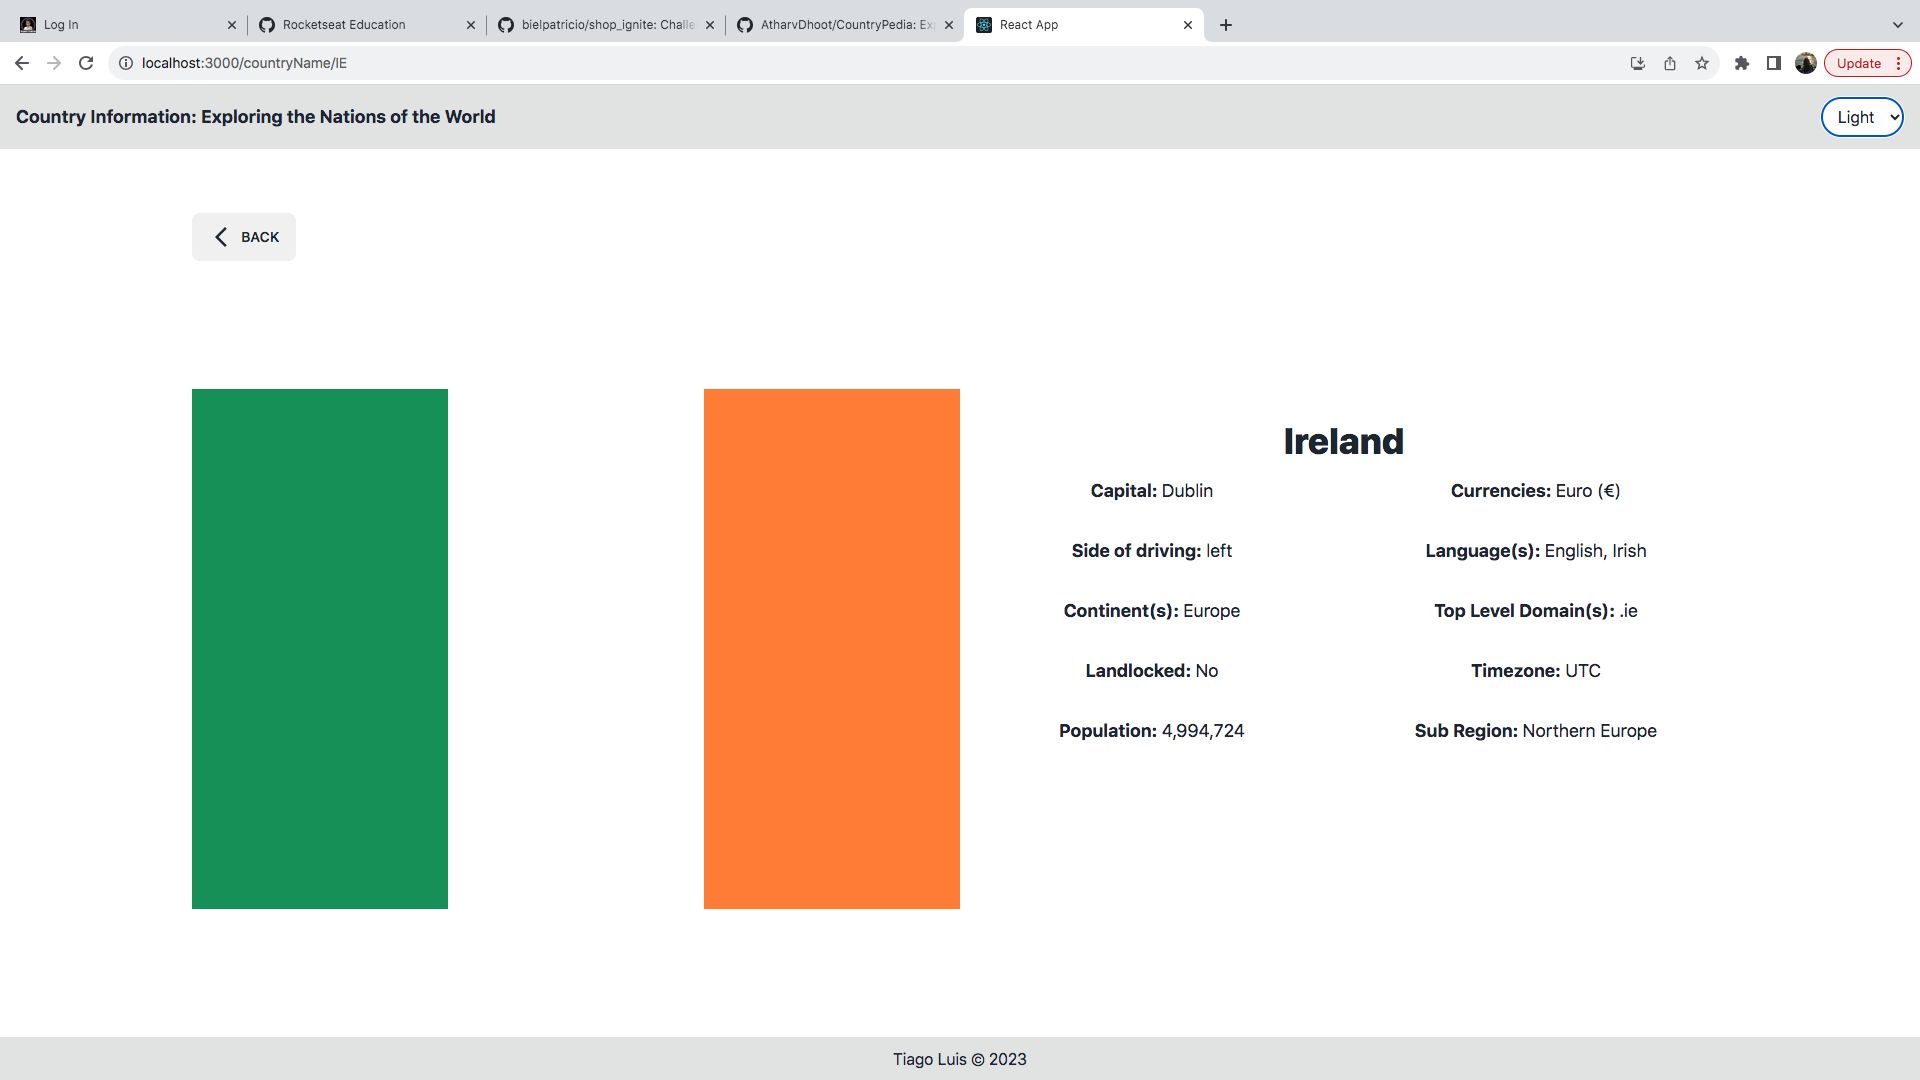 Log In
Rocketseat Education
bielpatricio/shop_ignite: Challe
AtharvDhoot/CountryPedia: Ex
React App
localhost:3000/countryName/IE
Update
Country Information: Exploring the Nations of the World
Light
BACK
Ireland
Capital: Dublin
Currencies: Euro (€)
Side of driving: left
Language(s): English, Irish
Continent(s): Europe
Top Level Domain(s): .ie
Landlocked: No
Timezone: UTC
Population: 4,994,724
Sub Region: Northern Europe
Tiago Luis © 2023